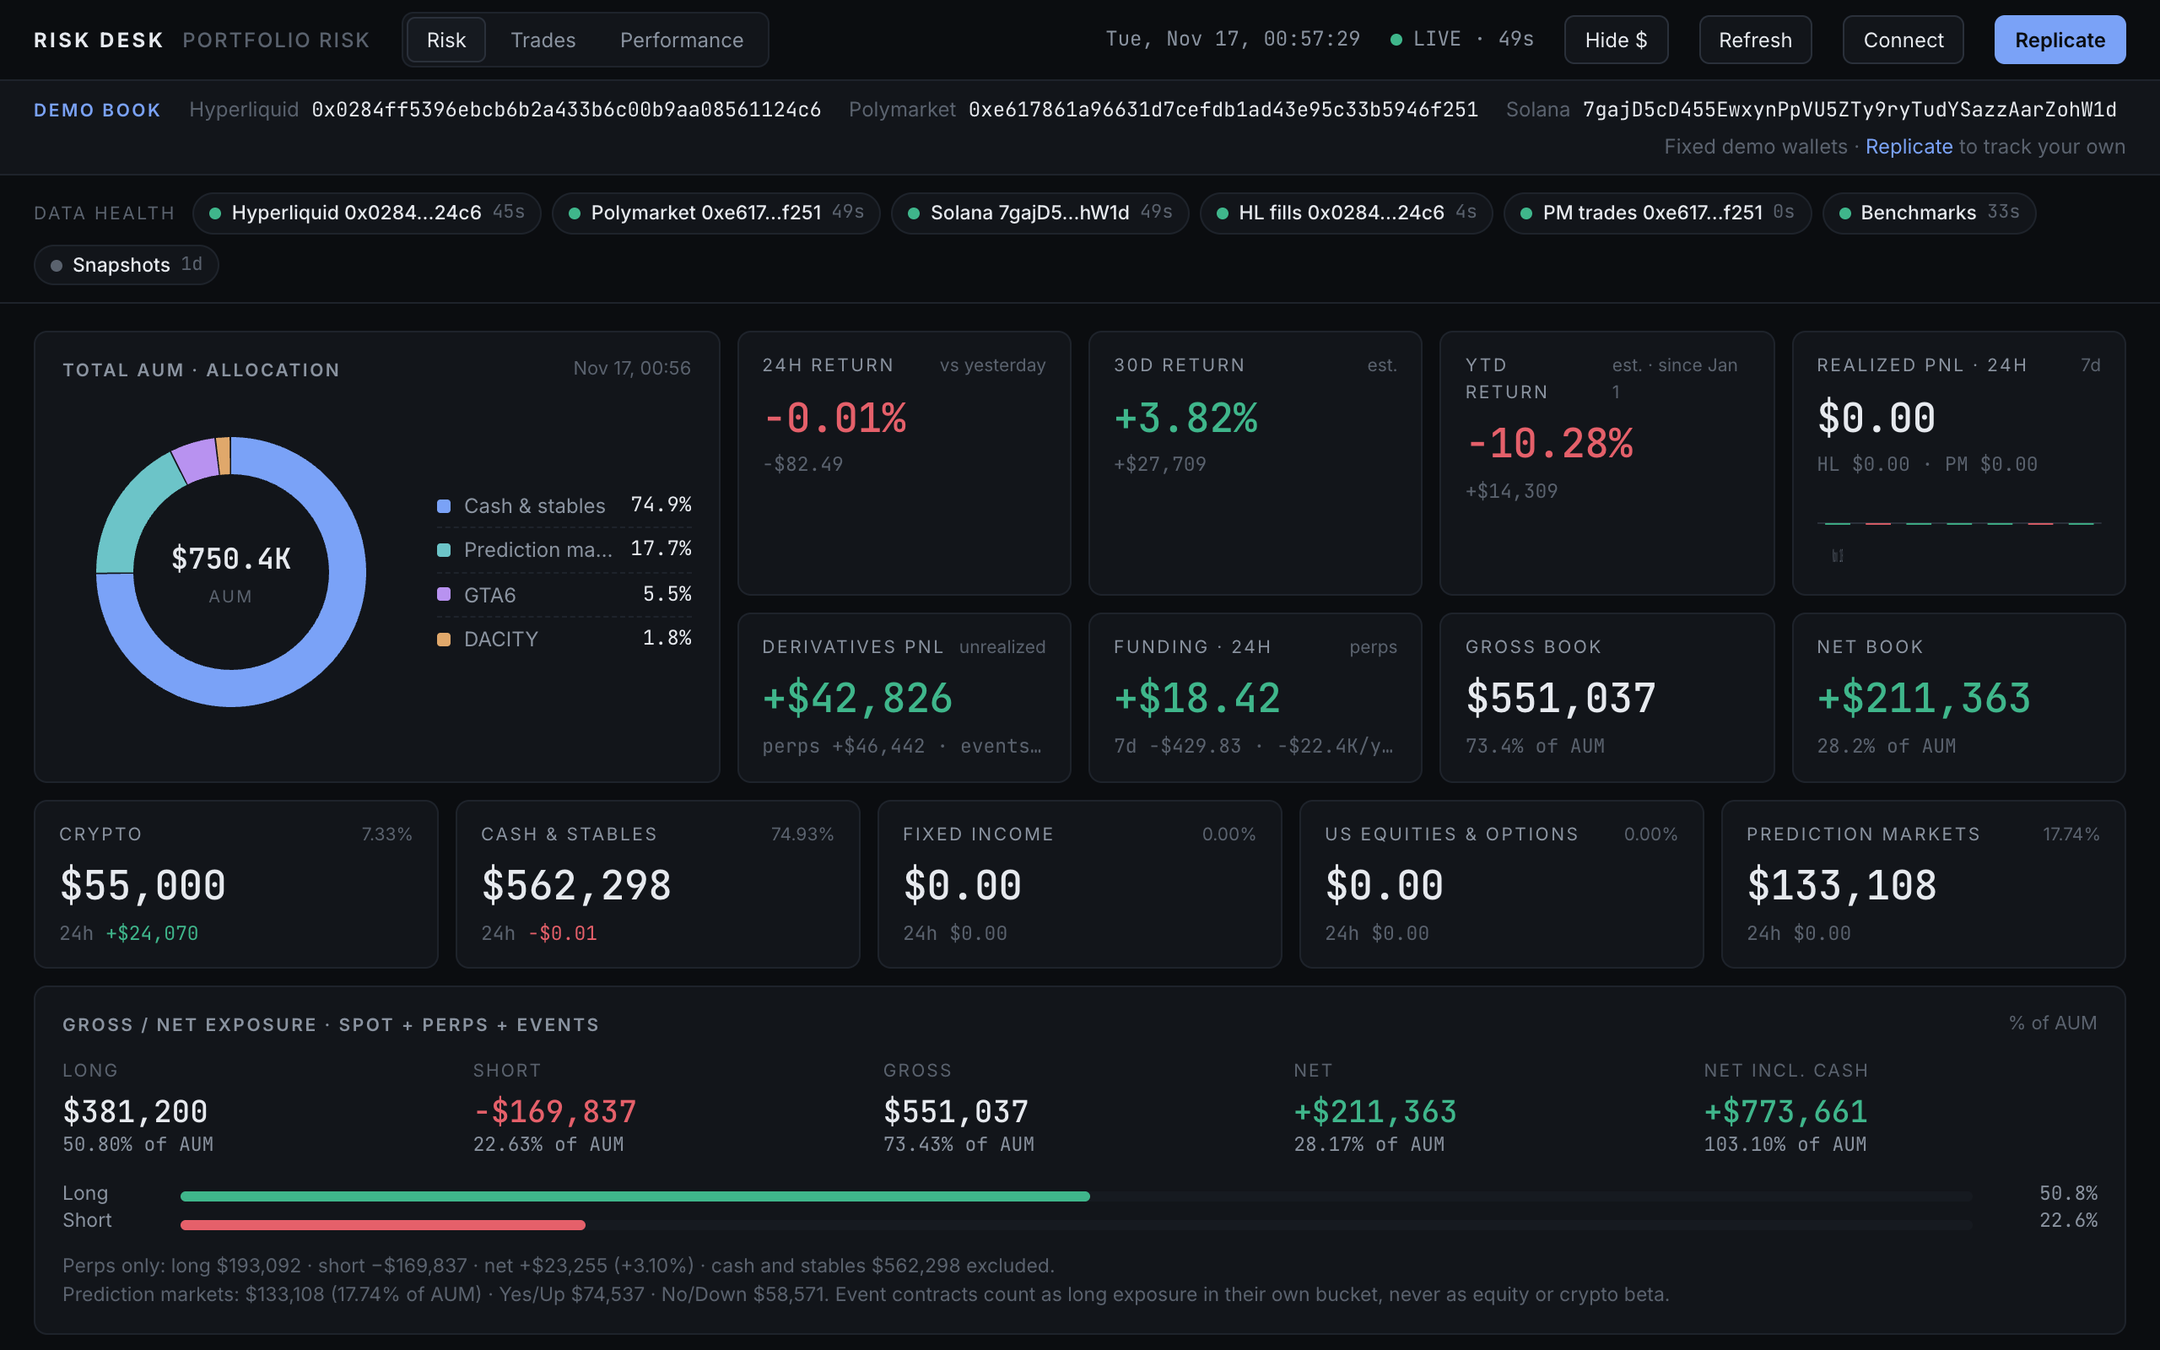 RISK DESK PORTFOLIO RISK Risk Trades Performance Tue, Nov 17, 00:57:29 LIVE · 49s Hide $ Refresh Connect Replicate
DEMO BOOK Hyperliquid 0x0284ff5396ebcb6b2a433b6c00b9aa08561124c6 Polymarket 0xe617861a96631d7cefdb1ad43e95c33b5946f251 Solana 7gajD5cD455EwxynPpVU5ZTy9ryTudYSazzAarZohW1d
Fixed demo wallets · Replicate to track your own
DATA HEALTH Hyperliquid 0x0284…24c6 45s Polymarket 0xe617…f251 49s Solana 7gajD5…hW1d 49s HL fills 0x0284…24c6 4s PM trades 0xe617…f251 0s Benchmarks 33s
Snapshots 1d
TOTAL AUM · ALLOCATION Nov 17, 00:56
$750.4K
AUM
Cash & stables 74.9%
Prediction ma… 17.7%
GTA6 5.5%
DACITY 1.8%
24H RETURN vs yesterday
-0.01%
-$82.49
30D RETURN est.
+3.82%
+$27,709
YTD RETURN est. · since Jan 1
-10.28%
+$14,309
REALIZED PNL · 24H 7d
$0.00
HL $0.00 · PM $0.00
DERIVATIVES PNL unrealized
+$42,826
perps +$46,442 · events…
FUNDING · 24H perps
+$18.42
7d -$429.83 · -$22.4K/y…
GROSS BOOK
$551,037
73.4% of AUM
NET BOOK
+$211,363
28.2% of AUM
CRYPTO 7.33%
$55,000
24h +$24,070
CASH & STABLES 74.93%
$562,298
24h -$0.01
FIXED INCOME 0.00%
$0.00
24h $0.00
US EQUITIES & OPTIONS 0.00%
$0.00
24h $0.00
PREDICTION MARKETS 17.74%
$133,108
24h $0.00
GROSS / NET EXPOSURE · SPOT + PERPS + EVENTS % of AUM
LONG SHORT GROSS NET NET INCL. CASH
$381,200 -$169,837 $551,037 +$211,363 +$773,661
50.80% of AUM 22.63% of AUM 73.43% of AUM 28.17% of AUM 103.10% of AUM
Long 50.8%
Short 22.6%
Perps only: long $193,092 · short −$169,837 · net +$23,255 (+3.10%) · cash and stables $562,298 excluded.
Prediction markets: $133,108 (17.74% of AUM) · Yes/Up $74,537 · No/Down $58,571. Event contracts count as long exposure in their own bucket, never as equity or crypto beta.